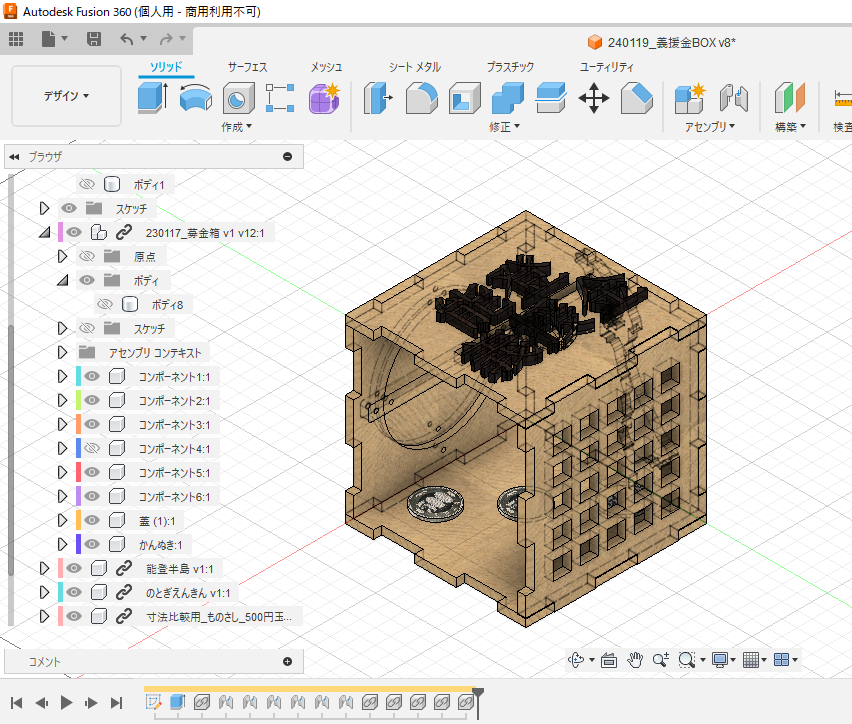 Autodesk Fusion 360 (個人用 - 商用利用不可)
240119_義援金BOX v8*
ソリッド サーフェス メッシュ シート メタル プラスチック ユーティリティ
デザイン
作成 修正 アセンブリ 構築 検査
ブラウザ
ボディ1
スケッチ
230117_募金箱 v1 v12:1
原点
ボディ
ボディ8
スケッチ
アセンブリ コンテキスト
コンポーネント1:1
コンポーネント2:1
コンポーネント3:1
コンポーネント4:1
コンポーネント5:1
コンポーネント6:1
蓋 (1):1
かんぬき:1
能登半島 v1:1
のとぎえんきん v1:1
寸法比較用_ものさし_500円玉...
コメント